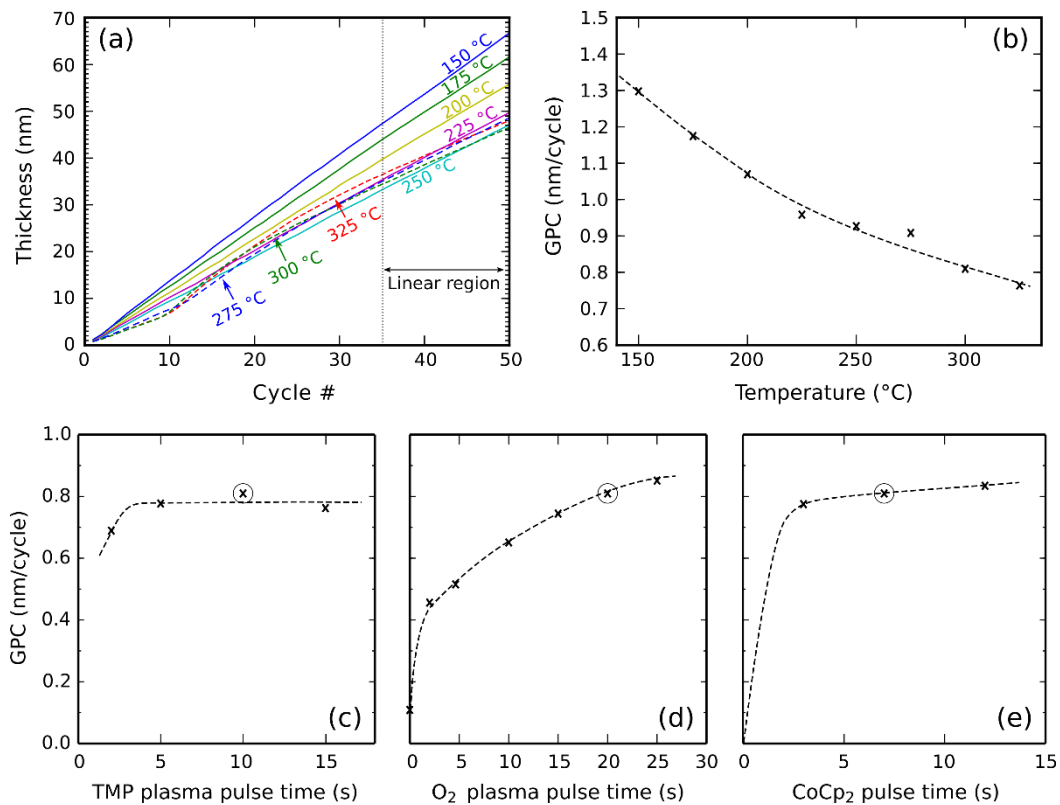 (a)
70
60
50
40
30
20
10
0
Thickness (nm)
150 °C
175 °C
200 °C
225 °C
250 °C
325 °C
300 °C
275 °C
Linear region
0 10 20 30 40 50
Cycle #
(b)
1.5
1.4
1.3
1.2
1.1
1.0
0.9
0.8
0.7
0.6
GPC (nm/cycle)
150 200 250 300
Temperature (°C)
1.0
0.8
0.6
0.4
0.2
0.0
GPC (nm/cycle)
(c)
0 5 10 15
TMP plasma pulse time (s)
(d)
0 5 10 15 20 25 30
O₂ plasma pulse time (s)
(e)
0 5 10 15
CoCp₂ pulse time (s)